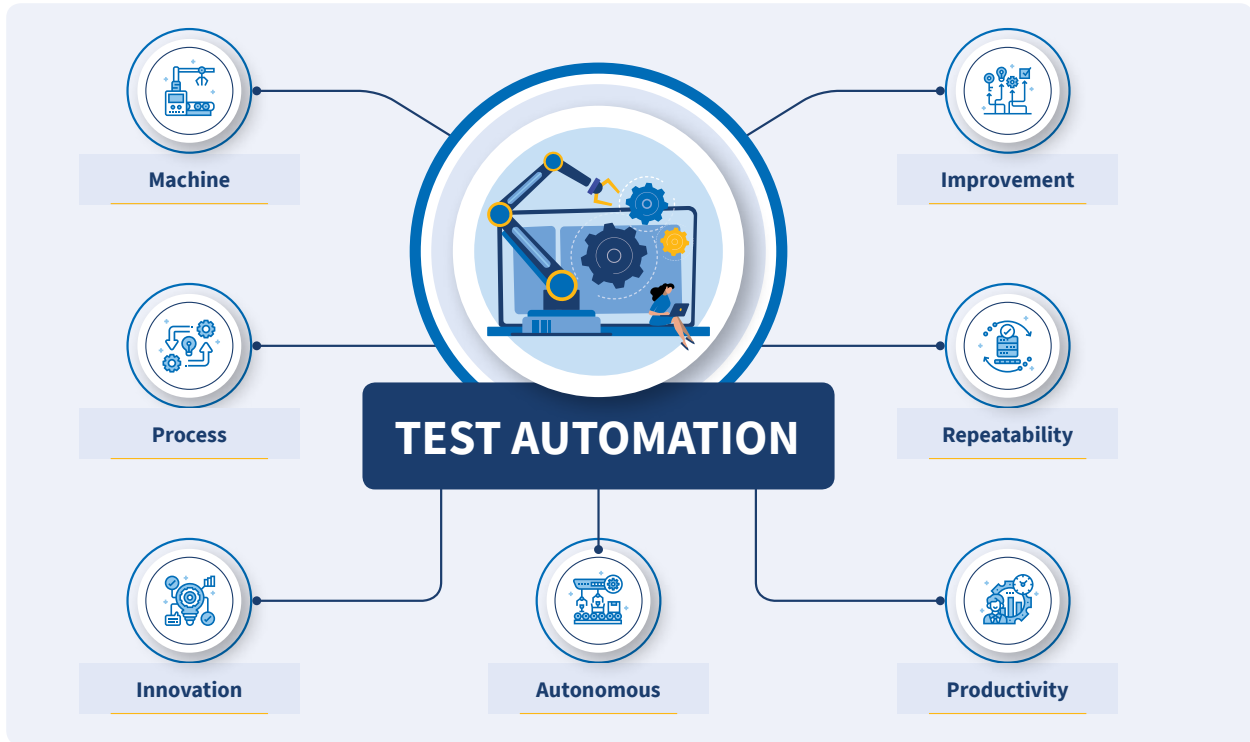 Machine
Improvement
Process
Repeatability
TEST AUTOMATION
Innovation
Autonomous
Productivity